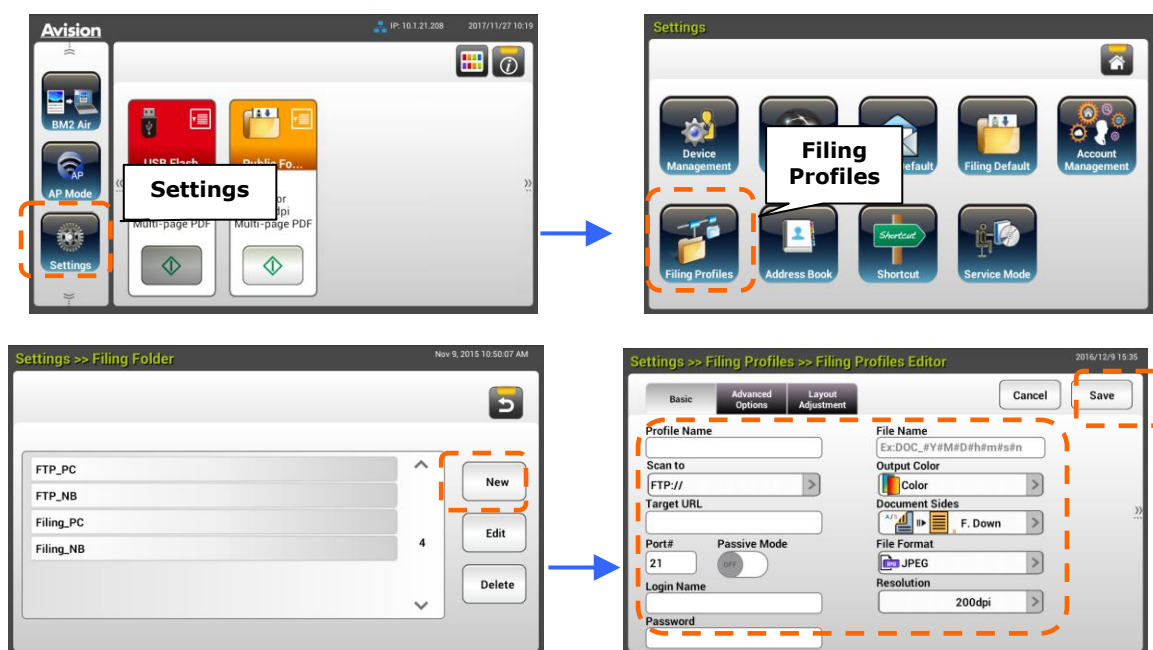 Avision
IP: 10.1.21.208
2017/11/27 10:19
BM2 Air
AP
AP Mode
Settings
USB Flash
Public Fo...
Settings
Multi-page PDF
Multi-page PDF
Settings
Device
Management
Filing Default
Account
Management
Filing
Profiles
Filing Profiles
Address Book
Shortcut
Shortcut
Service Mode
Settings >> Filing Folder
Nov 9, 2015 10:50:07 AM
FTP_PC
FTP_NB
Filing_PC
Filing_NB
4
New
Edit
Delete
Settings >> Filing Profiles >> Filing Profiles Editor
2016/12/9 15:35
Basic
Advanced
Options
Layout
Adjustment
Cancel
Save
Profile Name
Scan to
FTP://
Target URL
Port#
Passive Mode
21
OFF
Login Name
Password
File Name
Ex:DOC_#Y#M#D#h#m#s#n
Output Color
Color
Document Sides
F. Down
File Format
JPEG
Resolution
200dpi